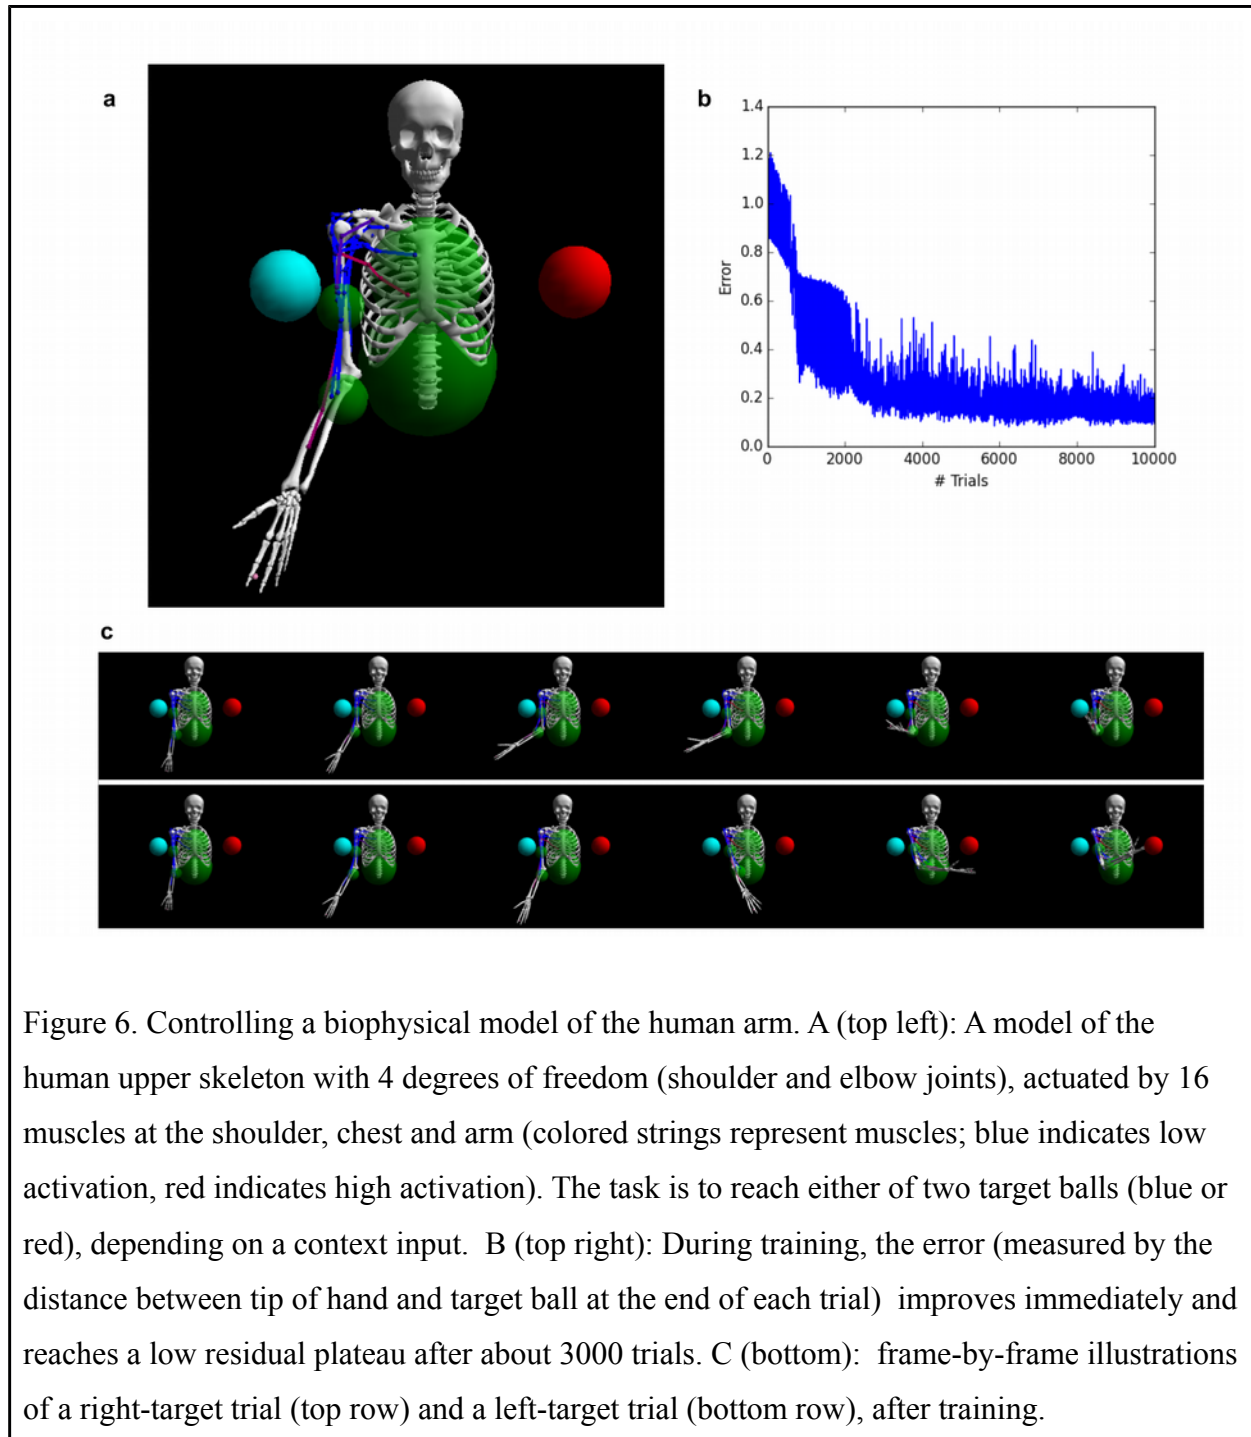 a
b
1.4
1.2
1.0
0.8
0.6
0.4
0.2
0.0
Error
0 2000 4000 6000 8000 10000
# Trials
c
Figure 6. Controlling a biophysical model of the human arm. A (top left): A model of the
human upper skeleton with 4 degrees of freedom (shoulder and elbow joints), actuated by 16
muscles at the shoulder, chest and arm (colored strings represent muscles; blue indicates low
activation, red indicates high activation). The task is to reach either of two target balls (blue or
red), depending on a context input.  B (top right): During training, the error (measured by the
distance between tip of hand and target ball at the end of each trial)  improves immediately and
reaches a low residual plateau after about 3000 trials. C (bottom):  frame-by-frame illustrations
of a right-target trial (top row) and a left-target trial (bottom row), after training.